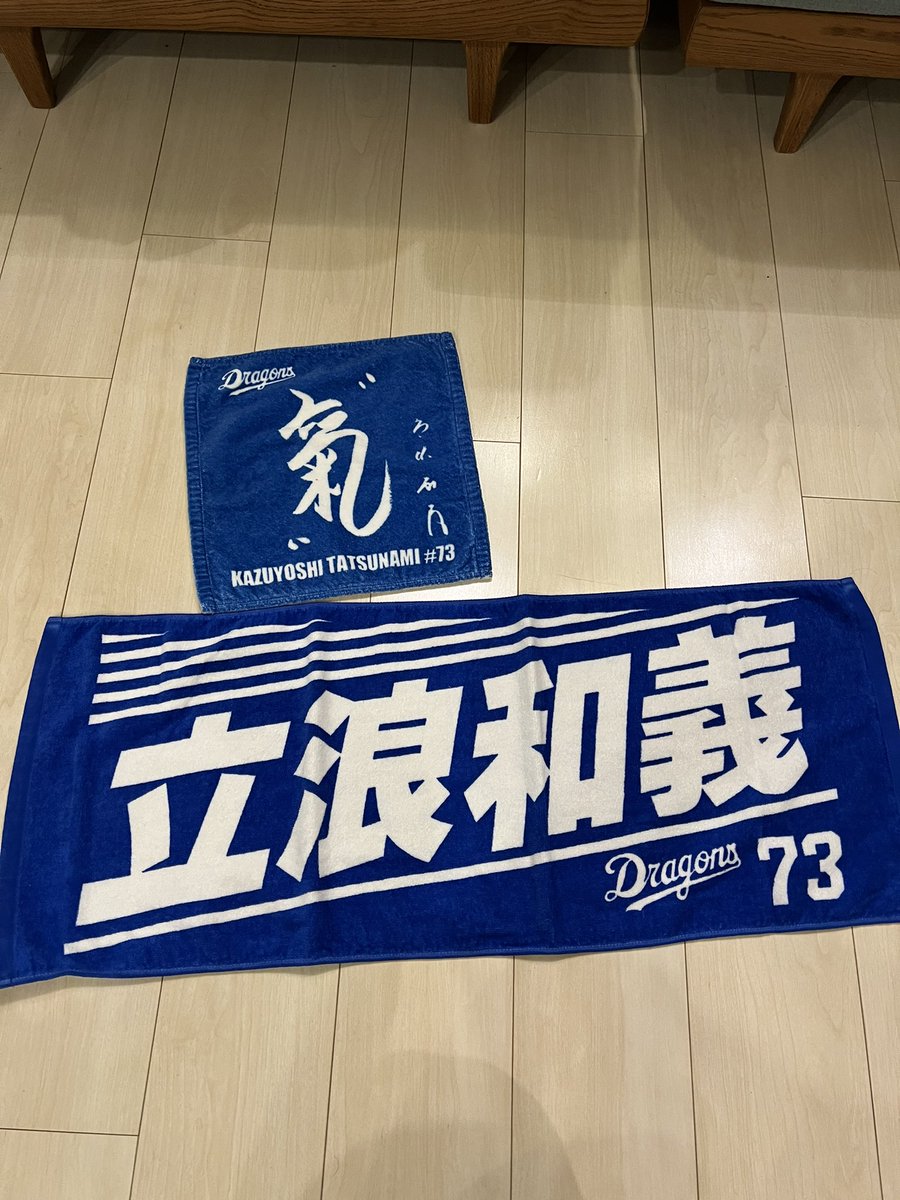 Dragons
"氣"
KAZUYOSHI TATSUNAMI #73
立浪和義
Dragons 73